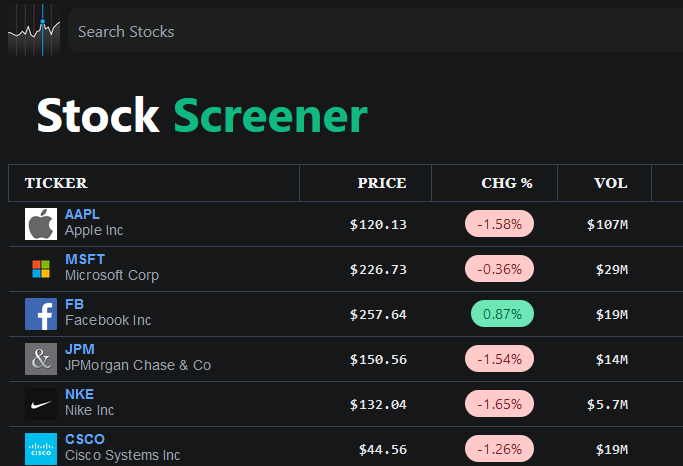 Search Stocks
Stock Screener
TICKER PRICE CHG % VOL
AAPL
Apple Inc $120.13 -1.58% $107M
MSFT
Microsoft Corp $226.73 -0.36% $29M
f FB
Facebook Inc $257.64 0.87% $19M
& JPM
JPMorgan Chase & Co $150.56 -1.54% $14M
NKE
Nike Inc $132.04 -1.65% $5.7M
CISCO CSCO
Cisco Systems Inc $44.56 -1.26% $19M